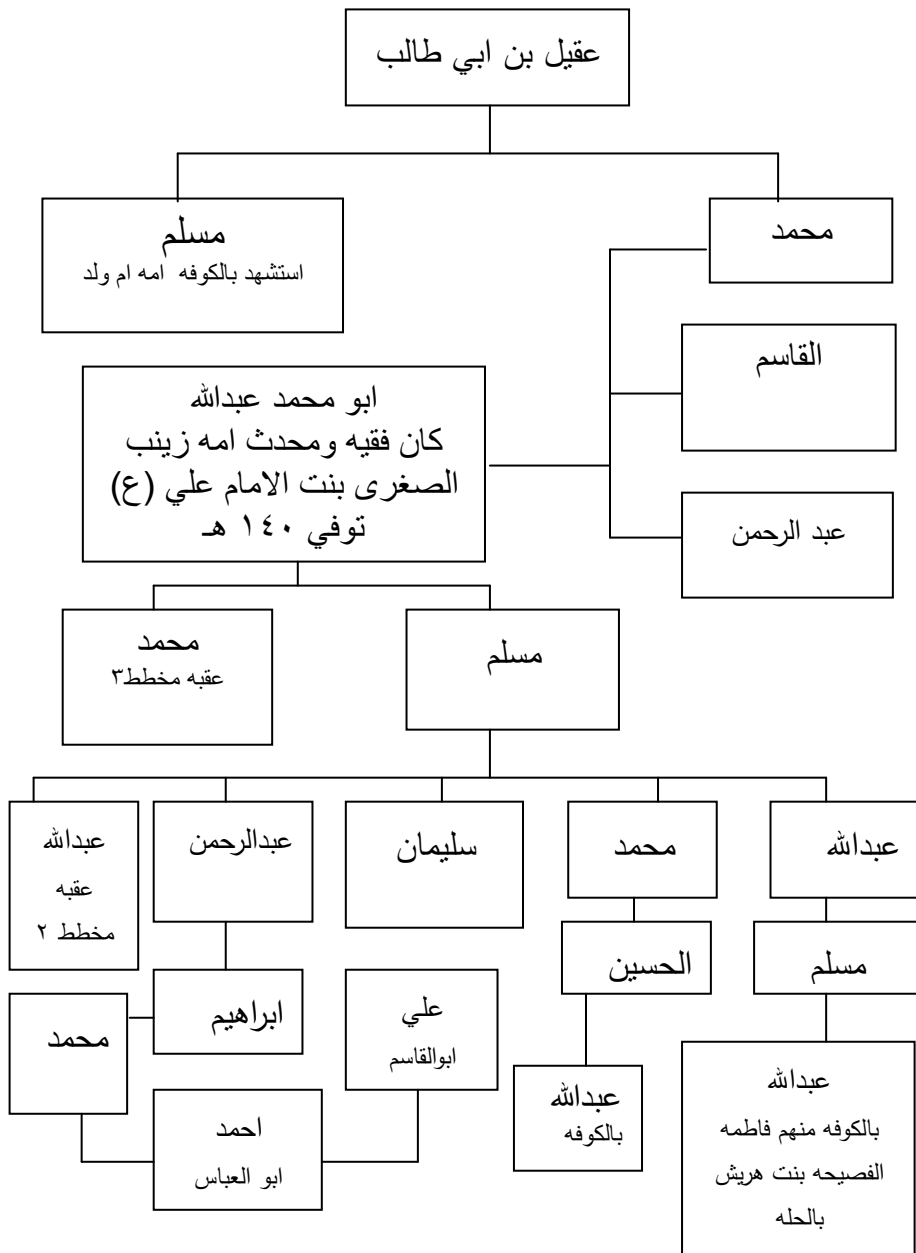 عقيل بن ابي طالب
محمد
مسلم
استشهد بالكوفه امه ام ولد
القاسم
ابو محمد عبدالله
كان فقيه ومحدث امه زينب
الصغرى بنت الامام علي (ع)
توفي ١٤٠ هـ
عبد الرحمن
مسلم
محمد
عقبه مخطط٣
عبدالله
محمد
سليمان
عبدالرحمن
عبدالله
عقبه
مخطط ٢
مسلم
الحسين
علي
ابوالقاسم
ابراهيم
محمد
عبدالله
بالكوفه منهم فاطمه
الفصيحه بنت هريش
بالحله
عبدالله
بالكوفه
احمد
ابو العباس